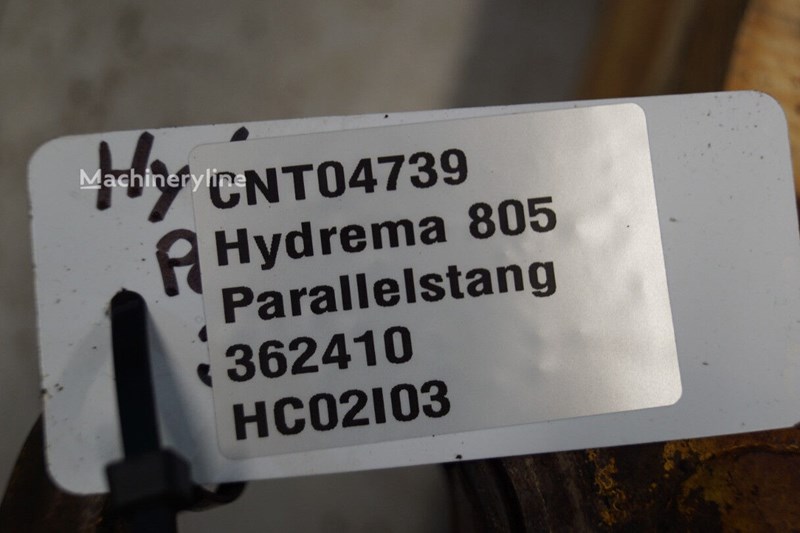 Machineryline
CNT04739
Hydrema 805
Parallelstang
362410
HC02I03